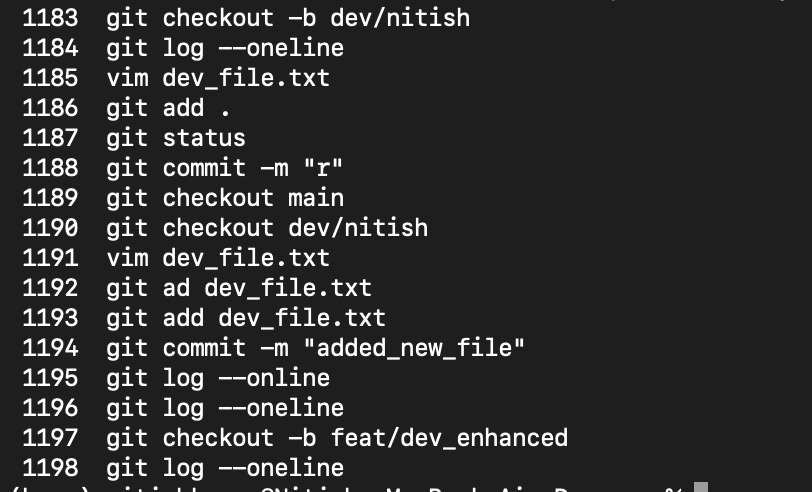 1183 git checkout -b dev/nitish
1184 git log --oneline
1185 vim dev_file.txt
1186 git add .
1187 git status
1188 git commit -m "r"
1189 git checkout main
1190 git checkout dev/nitish
1191 vim dev_file.txt
1192 git ad dev_file.txt
1193 git add dev_file.txt
1194 git commit -m "added_new_file"
1195 git log --online
1196 git log --oneline
1197 git checkout -b feat/dev_enhanced
1198 git log --oneline